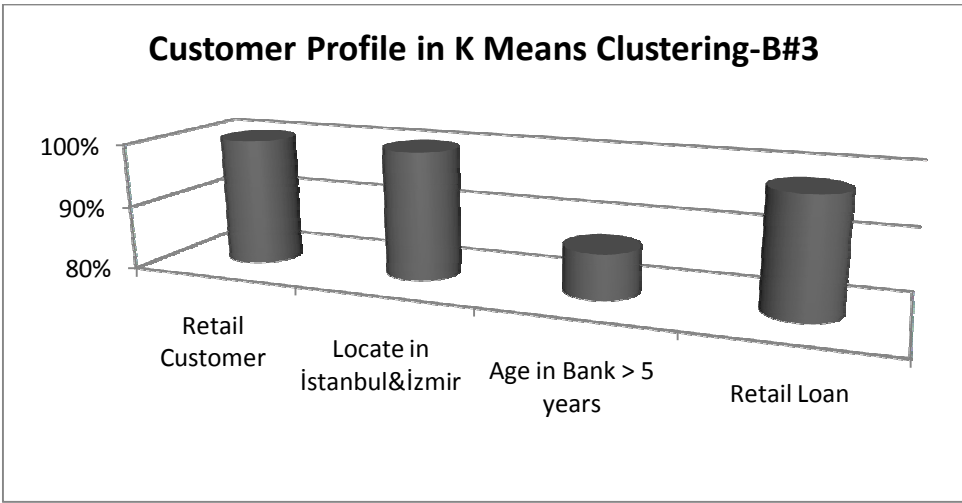 Customer Profile in K Means Clustering-B#3
100%
90%
80%
Retail
Customer
Locate in
İstanbul&İzmir
Age in Bank > 5
years
Retail Loan